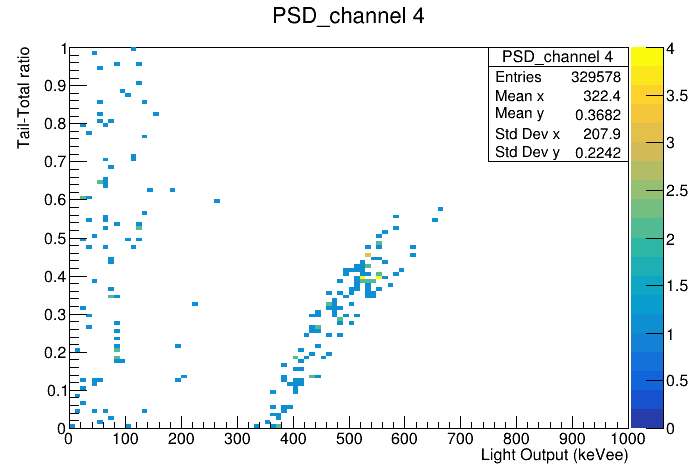 PSD_channel 4
Tail-Total ratio
1
0.9
0.8
0.7
0.6
0.5
0.4
0.3
0.2
0.1
0
0 100 200 300 400 500 600 700 800 900 1000
Light Output (keVee)
PSD_channel 4
Entries 329578
Mean x 322.4
Mean y 0.3682
Std Dev x 207.9
Std Dev y 0.2242
4
3.5
3
2.5
2
1.5
1
0.5
0